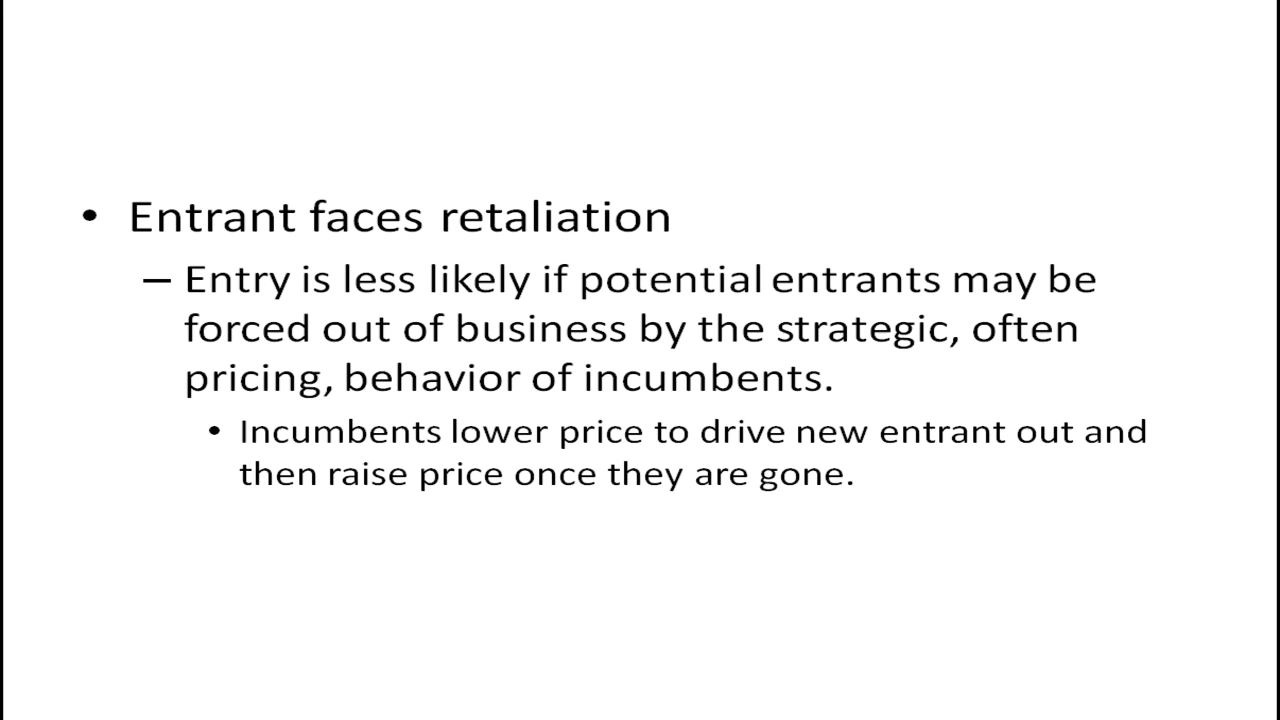 • Entrant faces retaliation
– Entry is less likely if potential entrants may be
forced out of business by the strategic, often
pricing, behavior of incumbents.
• Incumbents lower price to drive new entrant out and
then raise price once they are gone.